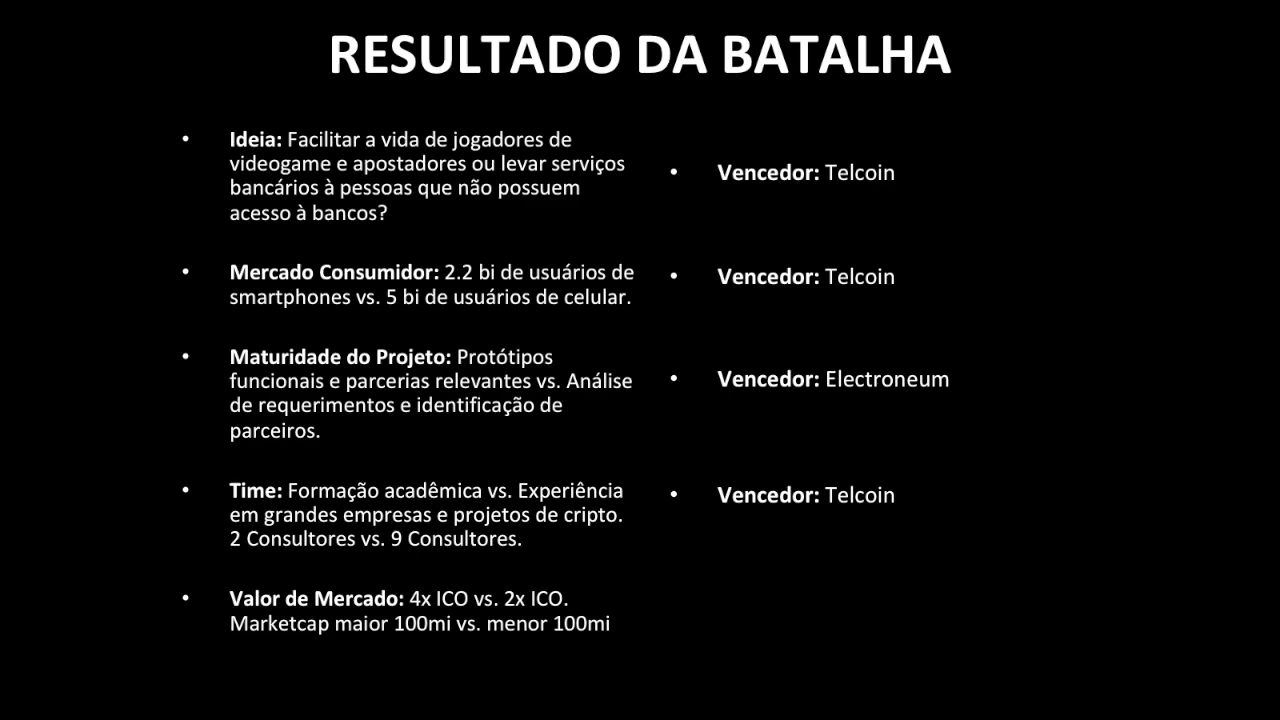 RESULTADO DA BATALHA
• Ideia: Facilitar a vida de jogadores de
videogame e apostadores ou levar serviços
bancários à pessoas que não possuem
acesso à bancos?
• Vencedor: Telcoin
• Mercado Consumidor: 2.2 bi de usuários de
smartphones vs. 5 bi de usuários de celular.
• Vencedor: Telcoin
• Maturidade do Projeto: Protótipos
funcionais e parcerias relevantes vs. Análise
de requerimentos e identificação de
parceiros.
• Vencedor: Electroneum
• Time: Formação acadêmica vs. Experiência
em grandes empresas e projetos de cripto.
2 Consultores vs. 9 Consultores.
• Vencedor: Telcoin
• Valor de Mercado: 4x ICO vs. 2x ICO.
Marketcap maior 100mi vs. menor 100mi